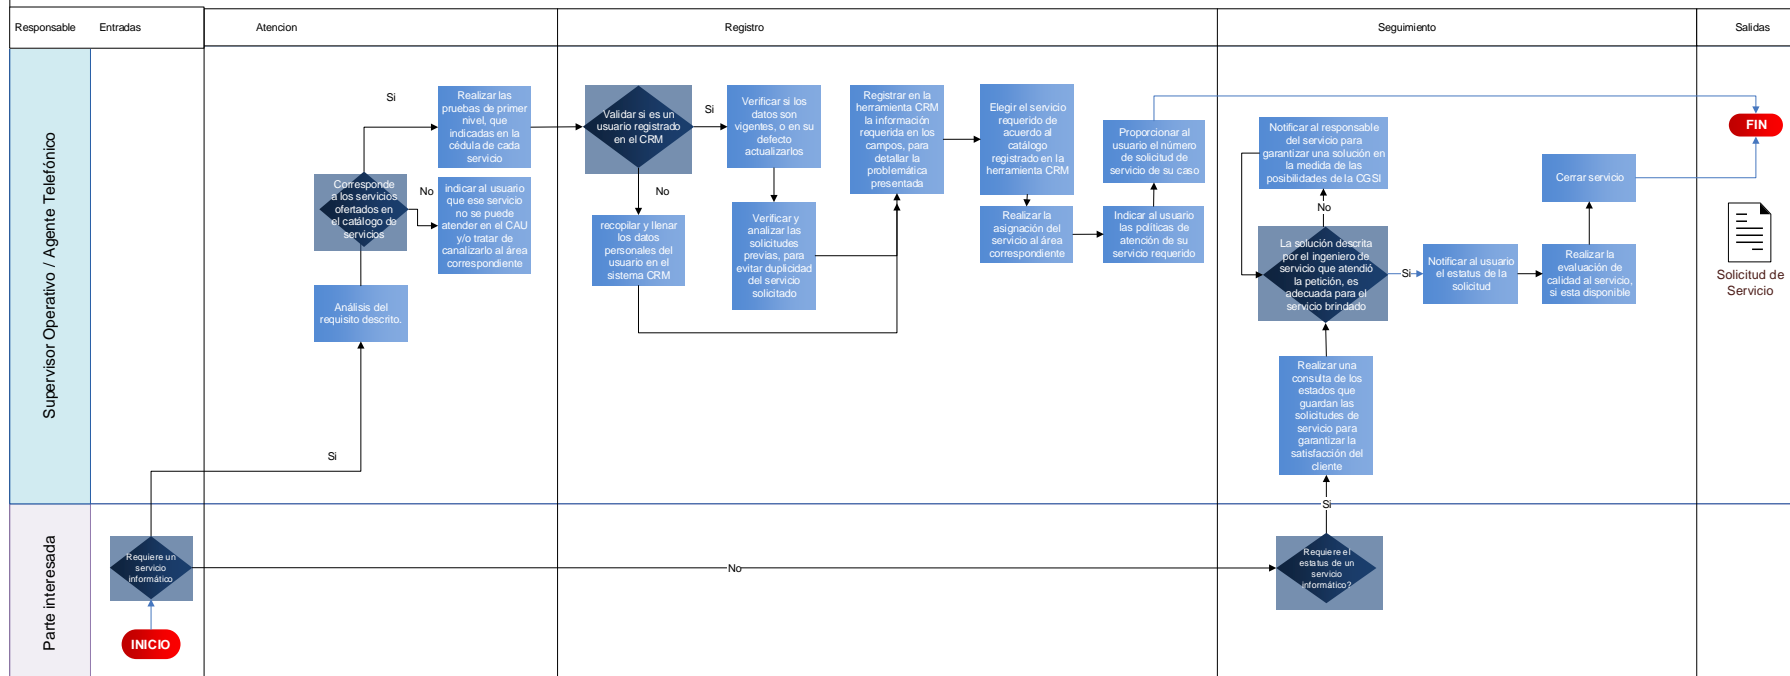 Responsable
Entradas
Atencion
Registro
Seguimiento
Salidas
Supervisor Operativo / Agente Telefónico
Parte interesada
INICIO
Requiere un
servicio
informático
Si
No
Análisis del
requisito descrito.
Corresponde
a los servicios
ofertados en
el catálogo de
servicios
Si
No
Realizar las
pruebas de primer
nivel, que
indicadas en la
cédula de cada
servicio
indicar al usuario
que ese servicio
no se puede
atender en el CAU
y/o tratar de
canalizarlo al área
correspondiente
Validar si es un
usuario registrado
en el CRM
Si
No
Verificar si los
datos son
vigentes, o en su
defecto
actualizarlos
recopilar y llenar
los datos
personales del
usuario en el
sistema CRM
Verificar y
analizar las
solicitudes
previas, para
evitar duplicidad
del servicio
solicitado
Registrar en la
herramienta CRM
la información
requerida en los
campos, para
detallar la
problemática
presentada
Elegir el servicio
requerido de
acuerdo al
catálogo
registrado en la
herramienta CRM
Realizar la
asignación del
servicio al área
correspondiente
Indicar al usuario
las políticas de
atención de su
servicio requerido
Proporcionar al
usuario el número
de solicitud de
servicio de su caso
Requiere el
estatus de un
servicio
informático?
Si
Realizar una
consulta de los
estados que
guardan las
solicitudes de
servicio para
garantizar la
satisfacción del
cliente
La solución descrita
por el ingeniero de
servicio que atendió
la petición, es
adecuada para el
servicio brindado
No
Si
Notificar al responsable
del servicio para
garantizar una solución en
la medida de las
posibilidades de la CGSI
Notificar al usuario
el estatus de la
solicitud
Realizar la
evaluación de
calidad al servicio,
si esta disponible
Cerrar servicio
FIN
Solicitud de
Servicio